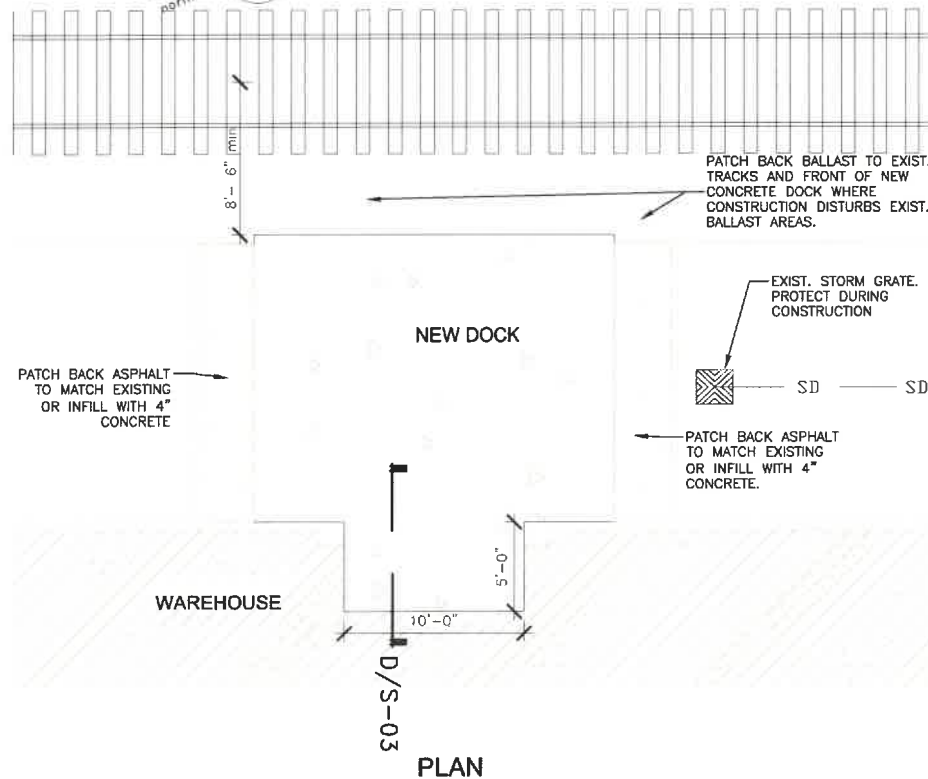 8'- 6" min
PATCH BACK BALLAST TO EXIST.
TRACKS AND FRONT OF NEW
CONCRETE DOCK WHERE
CONSTRUCTION DISTURBS EXIST.
BALLAST AREAS.
EXIST. STORM GRATE.
PROTECT DURING
CONSTRUCTION
NEW DOCK
PATCH BACK ASPHALT
TO MATCH EXISTING
OR INFILL WITH 4"
CONCRETE
SD
SD
PATCH BACK ASPHALT
TO MATCH EXISTING
OR INFILL WITH 4"
CONCRETE.
5'-0"
WAREHOUSE
10'-0"
D/S-03
PLAN